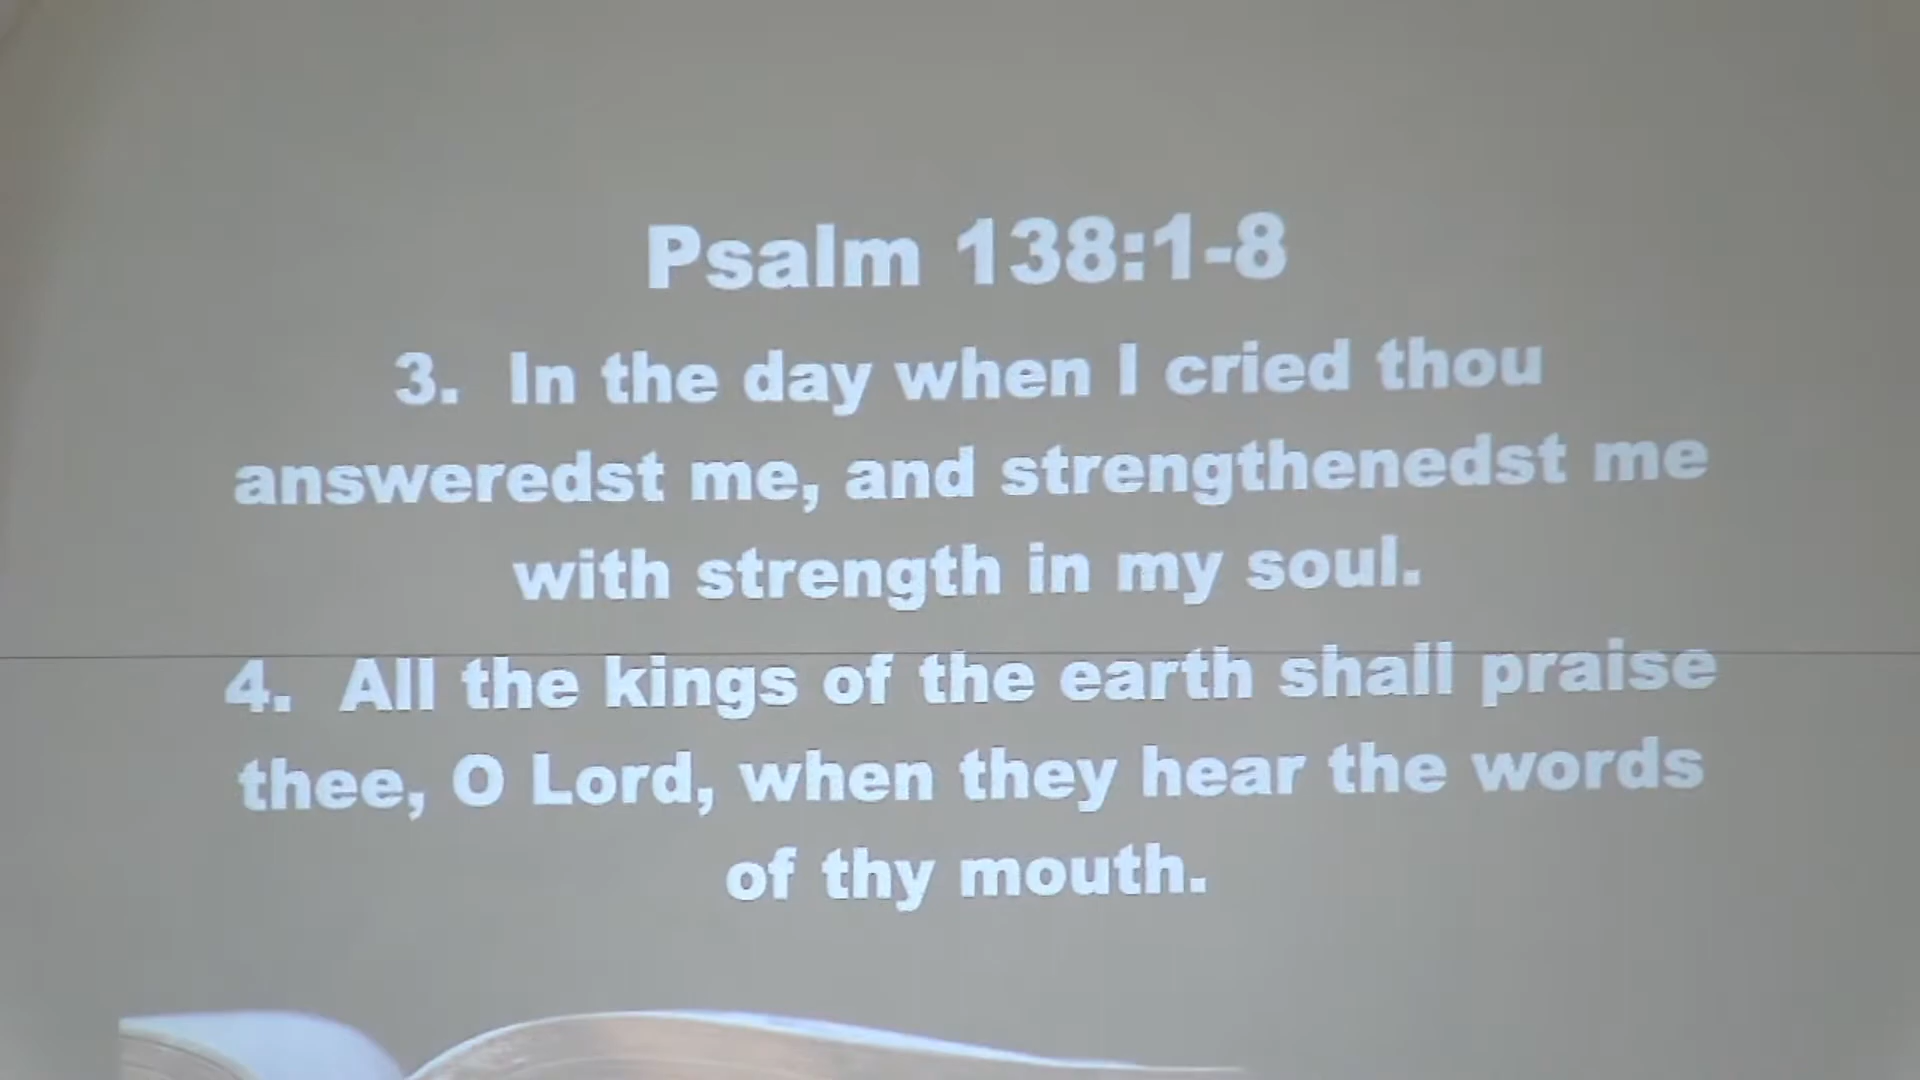 Psalm 138:1-8
3. In the day when I cried thou
answeredst me, and strengthenedst me
with strength in my soul.
4. All the kings of the earth shall praise
thee, O Lord, when they hear the words
of thy mouth.